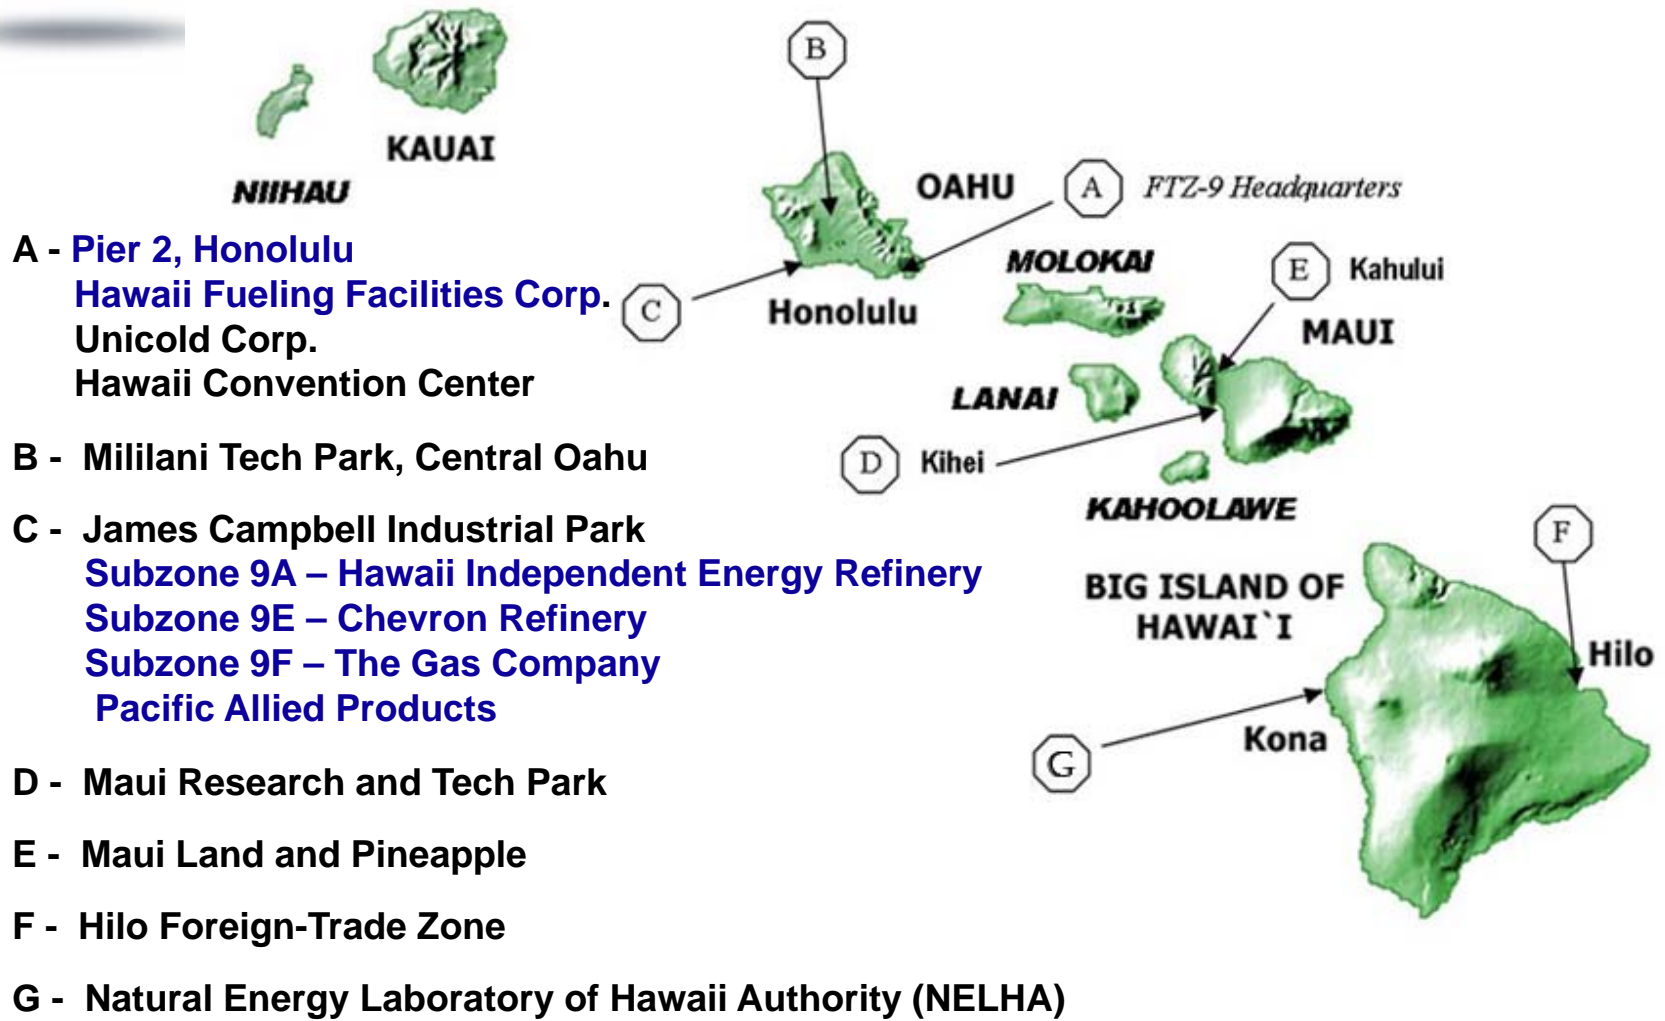 B
KAUAI
NIIHAU
OAHU
A
FTZ-9 Headquarters
A - Pier 2, Honolulu
Hawaii Fueling Facilities Corp.
Unicold Corp.
Hawaii Convention Center
C
Honolulu
MOLOKAI
E
Kahului
MAUI
LANAI
D
Kihei
KAHOOLAWE
B - Mililani Tech Park, Central Oahu
C - James Campbell Industrial Park
Subzone 9A – Hawaii Independent Energy Refinery
Subzone 9E – Chevron Refinery
Subzone 9F – The Gas Company
Pacific Allied Products
F
BIG ISLAND OF
HAWAI`I
Hilo
Kona
G
D - Maui Research and Tech Park
E - Maui Land and Pineapple
F - Hilo Foreign-Trade Zone
G - Natural Energy Laboratory of Hawaii Authority (NELHA)